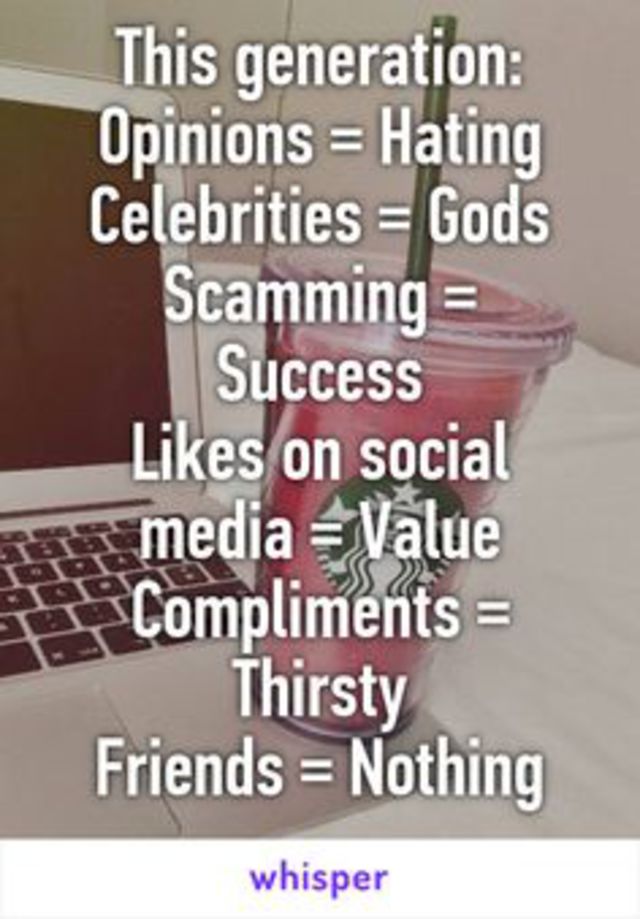 This generation:
Opinions = Hating
Celebrities = Gods
Scamming =
Success
Likes on social
media = Value
Compliments =
Thirsty
Friends = Nothing
whisper